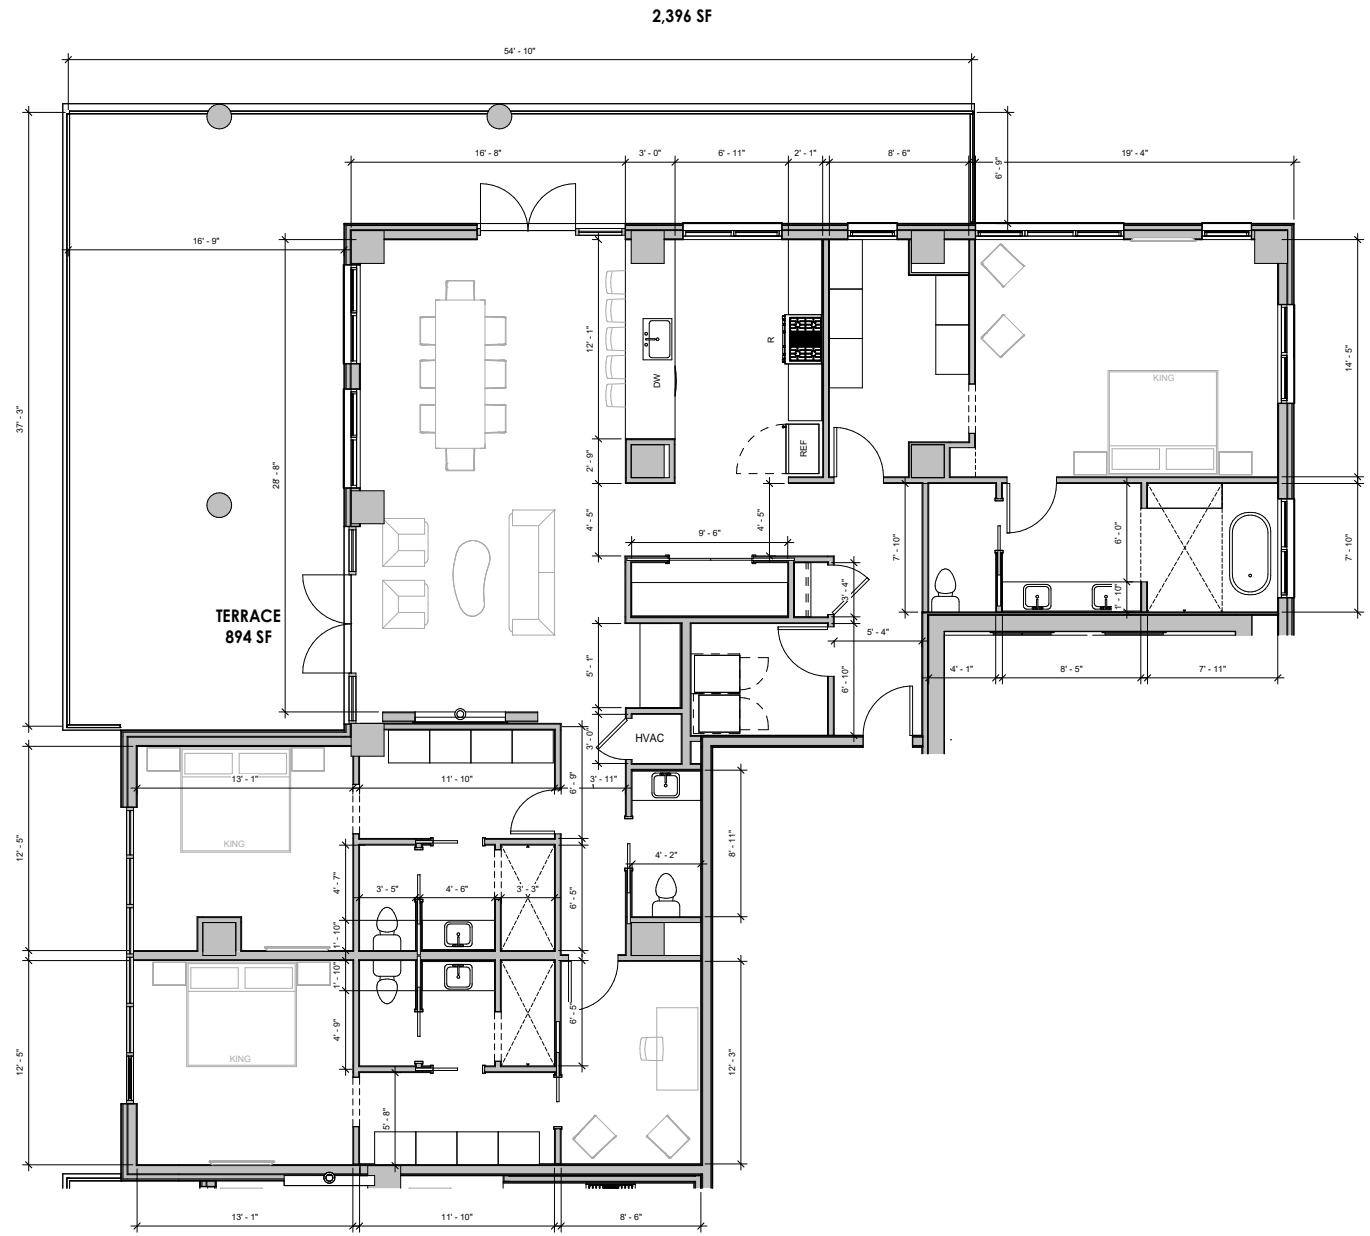 2,396 SF
54' - 10"
16' - 8"
3' - 0"
6' - 11"
2' - 1"
8' - 6"
19' - 4"
6' - 9"
16' - 9"
37' - 3"
28' - 8"
12' - 1"
DW
R
REF
KING
14' - 5"
2' - 9"
4' - 5"
4' - 5"
9' - 6"
7' - 10"
6' - 0"
7' - 10"
3' - 4"
1' - 10"
TERRACE
894 SF
5' - 4"
5' - 1"
6' - 10"
4' - 1"
8' - 5"
7' - 11"
3' - 0"
HVAC
13' - 1"
11' - 10"
6' - 9"
3' - 11"
KING
12' - 5"
4' - 7"
3' - 5"
4' - 6"
3' - 3"
6' - 5"
4' - 2"
8' - 11"
1' - 10"
1' - 10"
KING
12' - 5"
4' - 9"
6' - 5"
12' - 3"
5' - 8"
13' - 1"
11' - 10"
8' - 6"